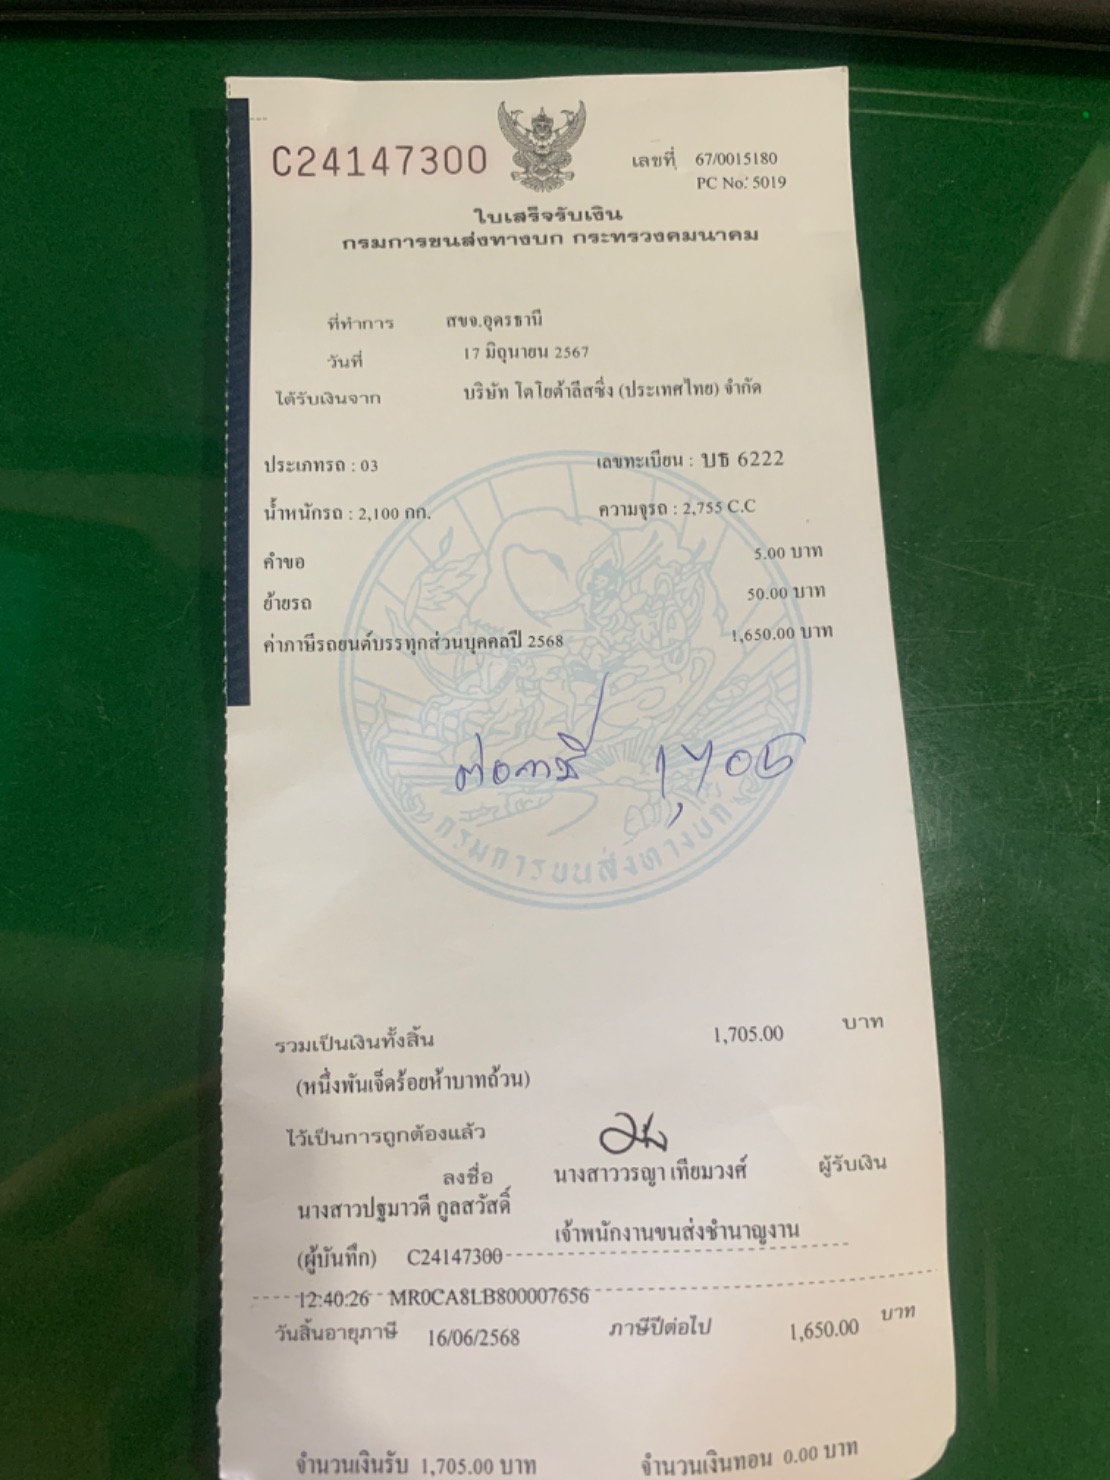 C24147300
เลขที่ 67/0015180
PC No: 5019
ใบเสร็จรับเงิน
กรมการขนส่งทางบก กระทรวงคมนาคม
ที่ทำการ สขจ.อุดรธานี
วันที่ 17 มิถุนายน 2567
ได้รับเงินจาก บริษัท โตโยต้าลีสซิ่ง (ประเทศไทย) จำกัด
ประเภทรถ : 03 เลขทะเบียน : บธ 6222
น้ำหนักรถ : 2,100 กก. ความจุรถ : 2,755 C.C
คำขอ 5.00 บาท
ย้ายรถ 50.00 บาท
ค่าภาษีรถยนต์บรรทุกส่วนบุคคลปี 2568 1,650.00 บาท
ต่อภาษี 1,705
กรมการขนส่งทางบก
รวมเป็นเงินทั้งสิ้น 1,705.00 บาท
(หนึ่งพันเจ็ดร้อยห้าบาทถ้วน)
ไว้เป็นการถูกต้องแล้ว
ลงชื่อ นางสาววรญา เทียมวงศ์ ผู้รับเงิน
นางสาวปฐมาวดี กูลสวัสดิ์
เจ้าพนักงานขนส่งชำนาญงาน
(ผู้บันทึก) C24147300
12:40:26 MR0CA8LB800007656
วันสิ้นอายุภาษี 16/06/2568 ภาษีปีต่อไป 1,650.00 บาท
จำนวนเงินรับ 1,705.00 บาท จำนวนเงินทอน 0.00 บาท